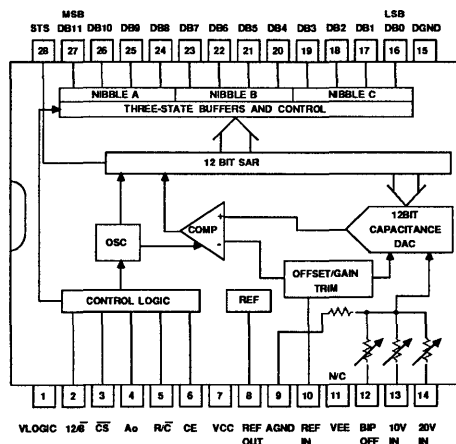 MSB LSB
STS DB11 DB10 DB9 DB8 DB7 DB6 DB5 DB4 DB3 DB2 DB1 DB0 DGND
28 27 26 25 24 23 22 21 20 19 18 17 16 15
NIBBLE A NIBBLE B NIBBLE C
THREE-STATE BUFFERS AND CONTROL
12 BIT SAR
12BIT
CAPACITANCE
DAC
+
COMP
-
OSC
OFFSET/GAIN
TRIM
CONTROL LOGIC
REF
N/C
1 2 3 4 5 6 7 8 9 10 11 12 13 14
VLOGIC 12/8̅ C̅S̅ Ao R/C̅ CE VCC REF AGND REF VEE BIP 10V 20V
OUT IN OFF IN IN